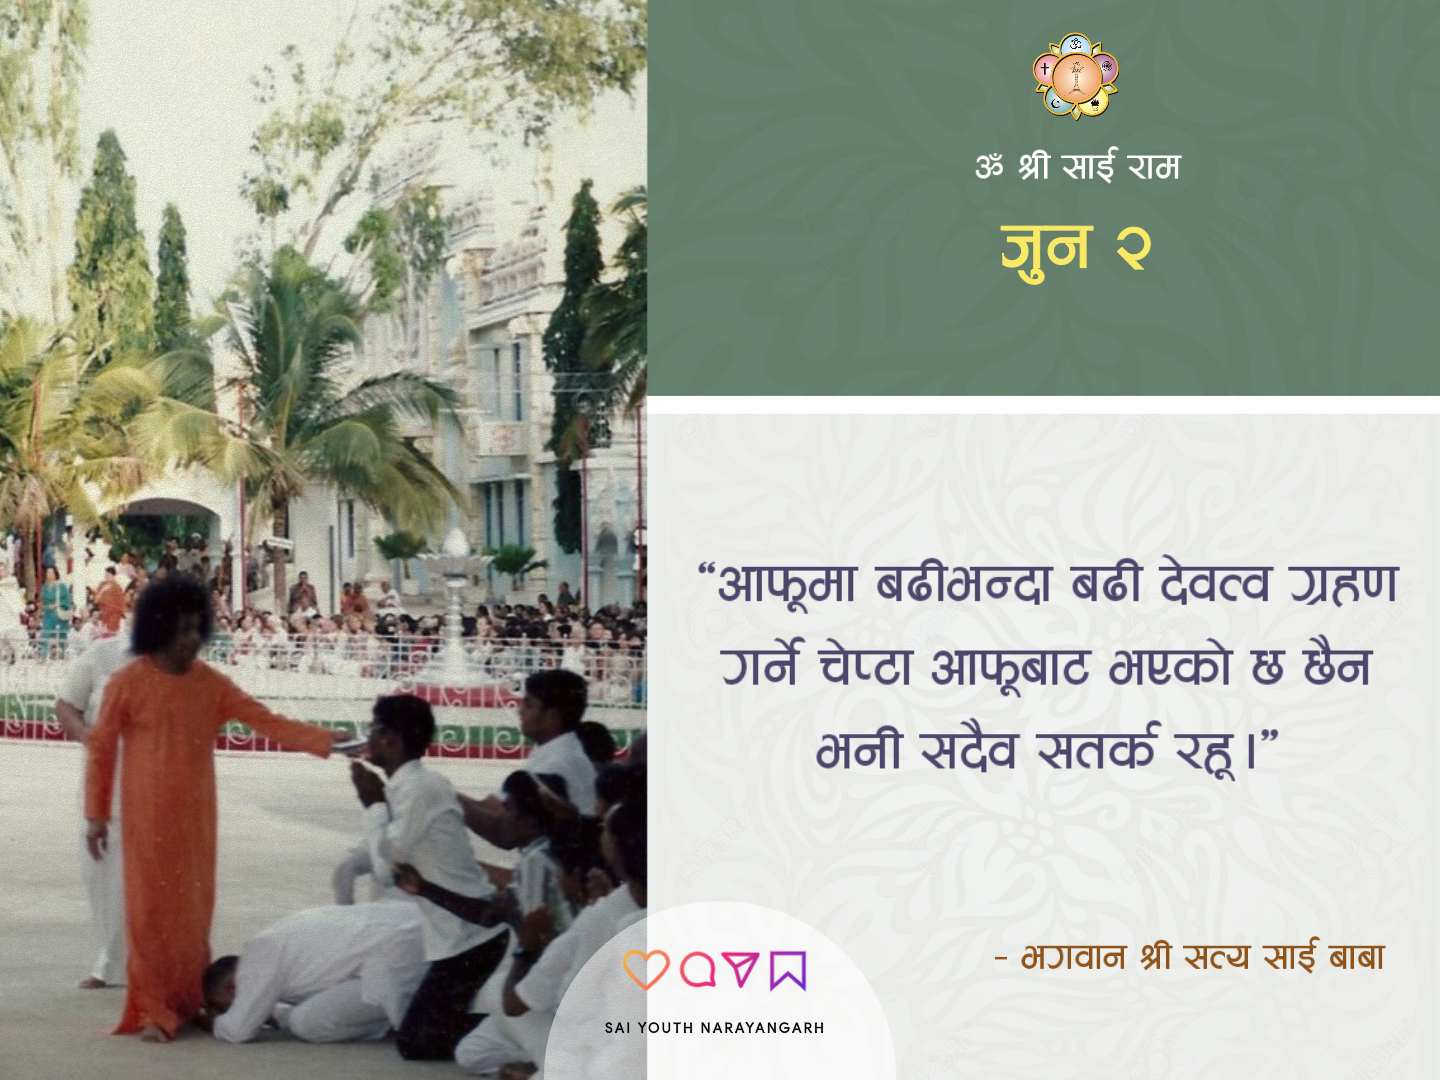 ॐ श्री साई राम
जुन २
“आफूमा बढीभन्दा बढी देवत्व ग्रहण
गर्ने चेप्टा आफूबाट भएको छ छैन
भनी सदैव सतर्क रहू।”
- भगवान श्री सत्य साई बाबा
SAI YOUTH NARAYANGARH